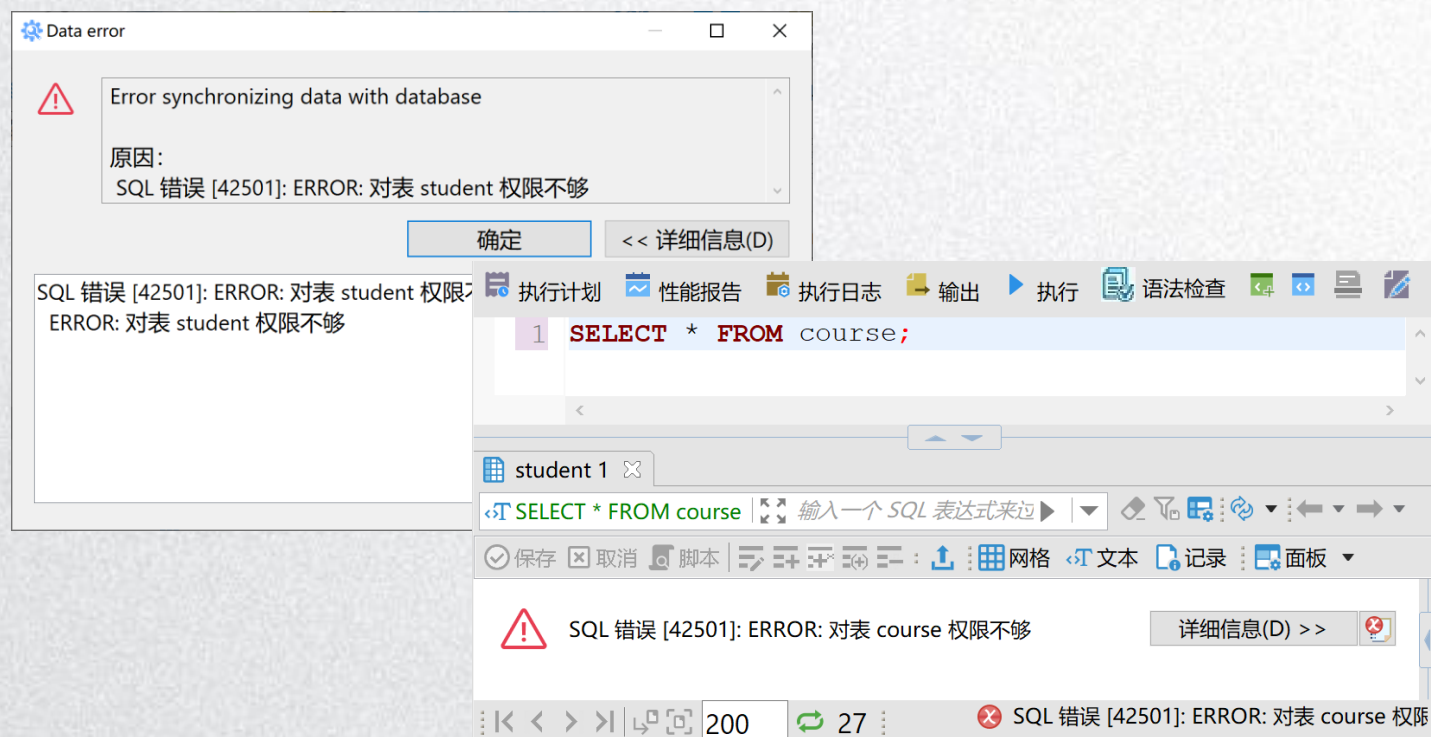 Data error
Error synchronizing data with database
原因：
SQL 错误 [42501]: ERROR: 对表 student 权限不够
确定
<< 详细信息(D)
SQL 错误 [42501]: ERROR: 对表 student 权限
ERROR: 对表 student 权限不够
执行计划 性能报告 执行日志 输出 执行 语法检查
1 SELECT * FROM course;
student 1
SELECT * FROM course 输入一个 SQL 表达式来过
保存 取消 脚本 网格 T 文本 记录 面板
SQL 错误 [42501]: ERROR: 对表 course 权限不够
详细信息(D) >>
200 27
SQL 错误 [42501]: ERROR: 对表 course 权限